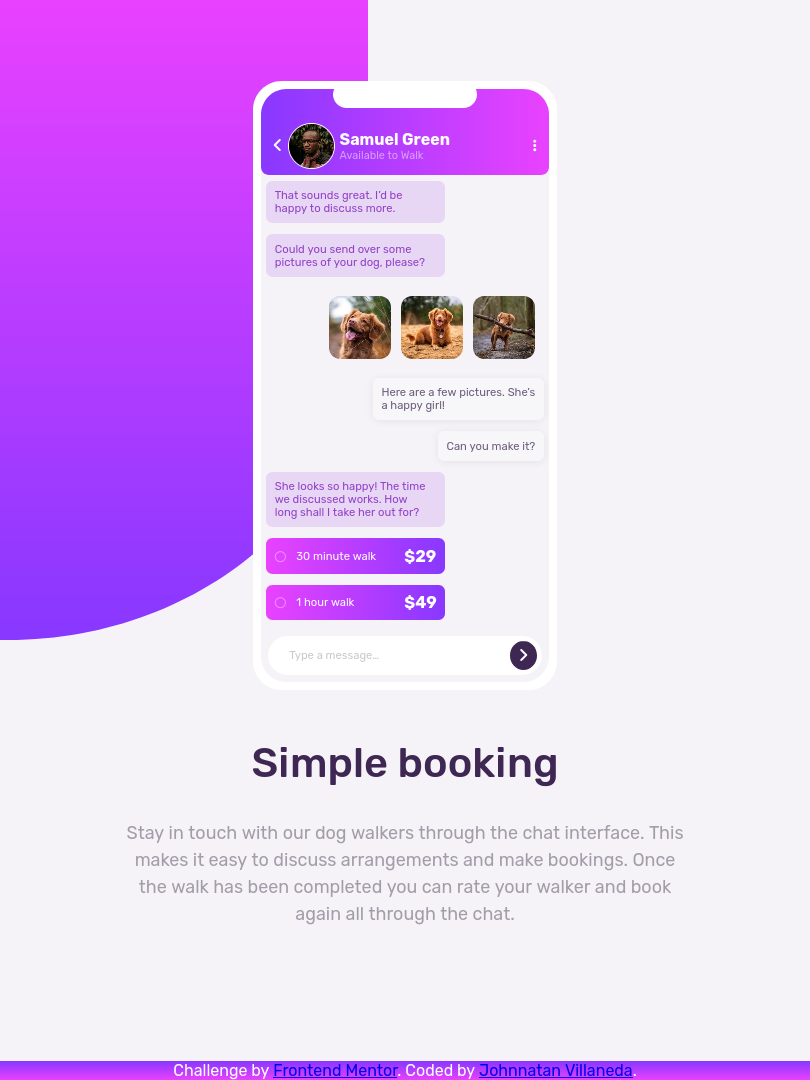 Samuel Green
Available to Walk
That sounds great. I'd be
happy to discuss more.
Could you send over some
pictures of your dog, please?
Here are a few pictures. She's
a happy girl!
Can you make it?
She looks so happy! The time
we discussed works. How
long shall I take her out for?
30 minute walk $29
1 hour walk $49
Type a message…
Simple booking
Stay in touch with our dog walkers through the chat interface. This
makes it easy to discuss arrangements and make bookings. Once
the walk has been completed you can rate your walker and book
again all through the chat.
Challenge by Frontend Mentor. Coded by Johnnatan Villaneda.